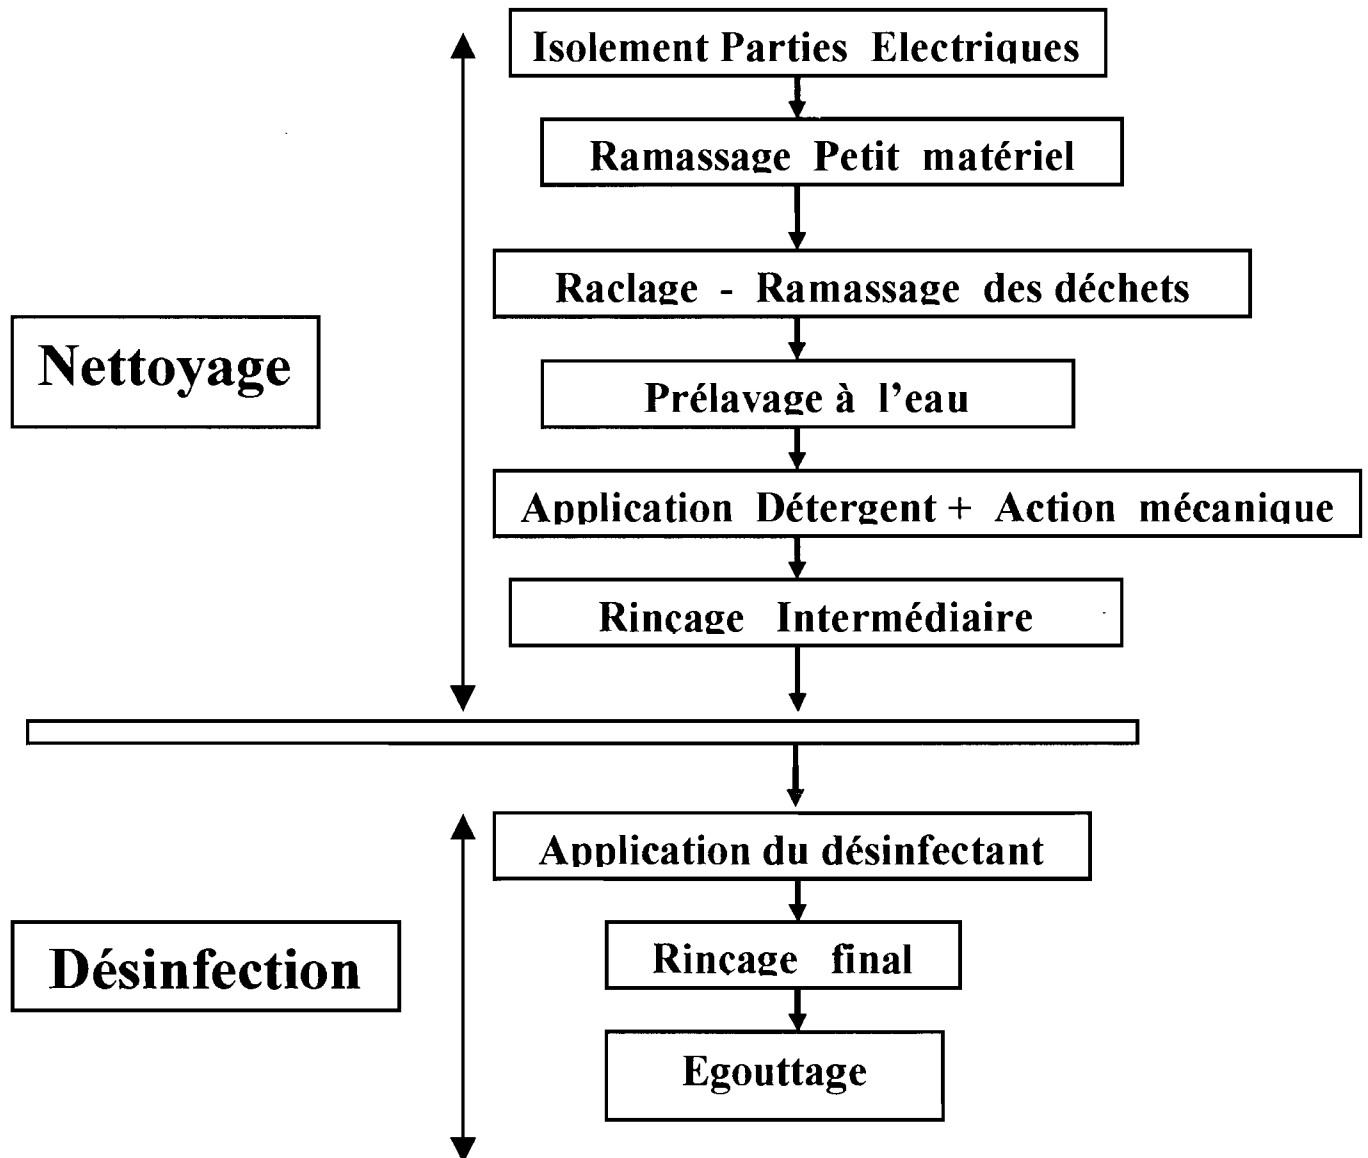 Isolement Parties Electriques
Ramassage Petit matériel
Raclage - Ramassage des déchets
Nettoyage
Prélavage à l'eau
Application Détergent + Action mécanique
Rinçage Intermédiaire
Application du désinfectant
Désinfection
Rinçage final
Egouttage